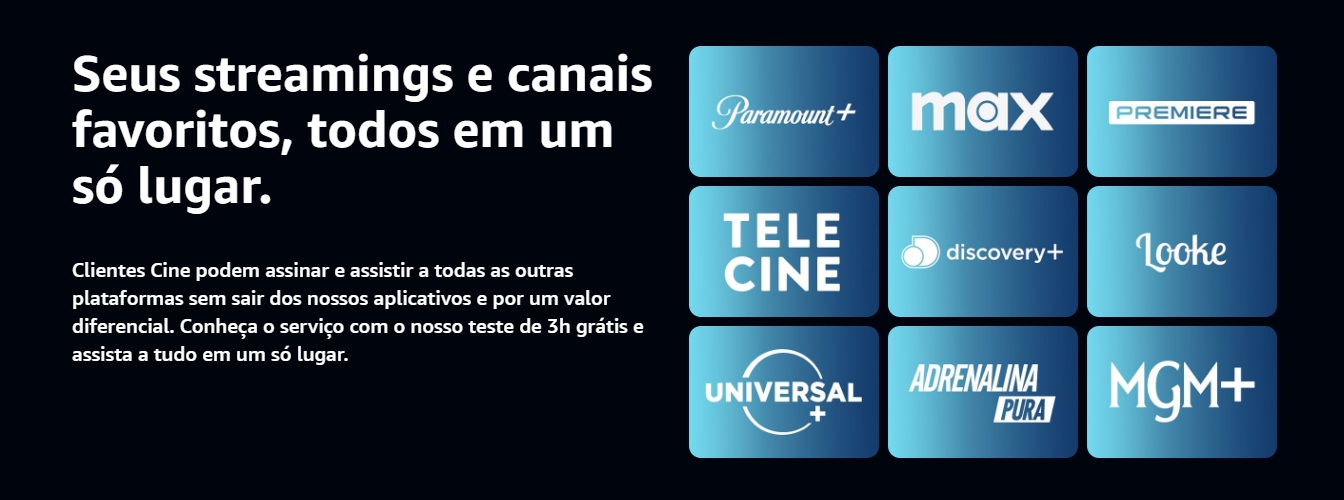 Seus streamings e canais
favoritos, todos em um
só lugar.
Clientes Cine podem assinar e assistir a todas as outras
plataformas sem sair dos nossos aplicativos e por um valor
diferencial. Conheça o serviço com o nosso teste de 3h grátis e
assista a tudo em um só lugar.
Paramount+
max
PREMIERE
TELE
CINE
discovery+
Looke
UNIVERSAL
+
ADRENALINA
PURA
MGM+